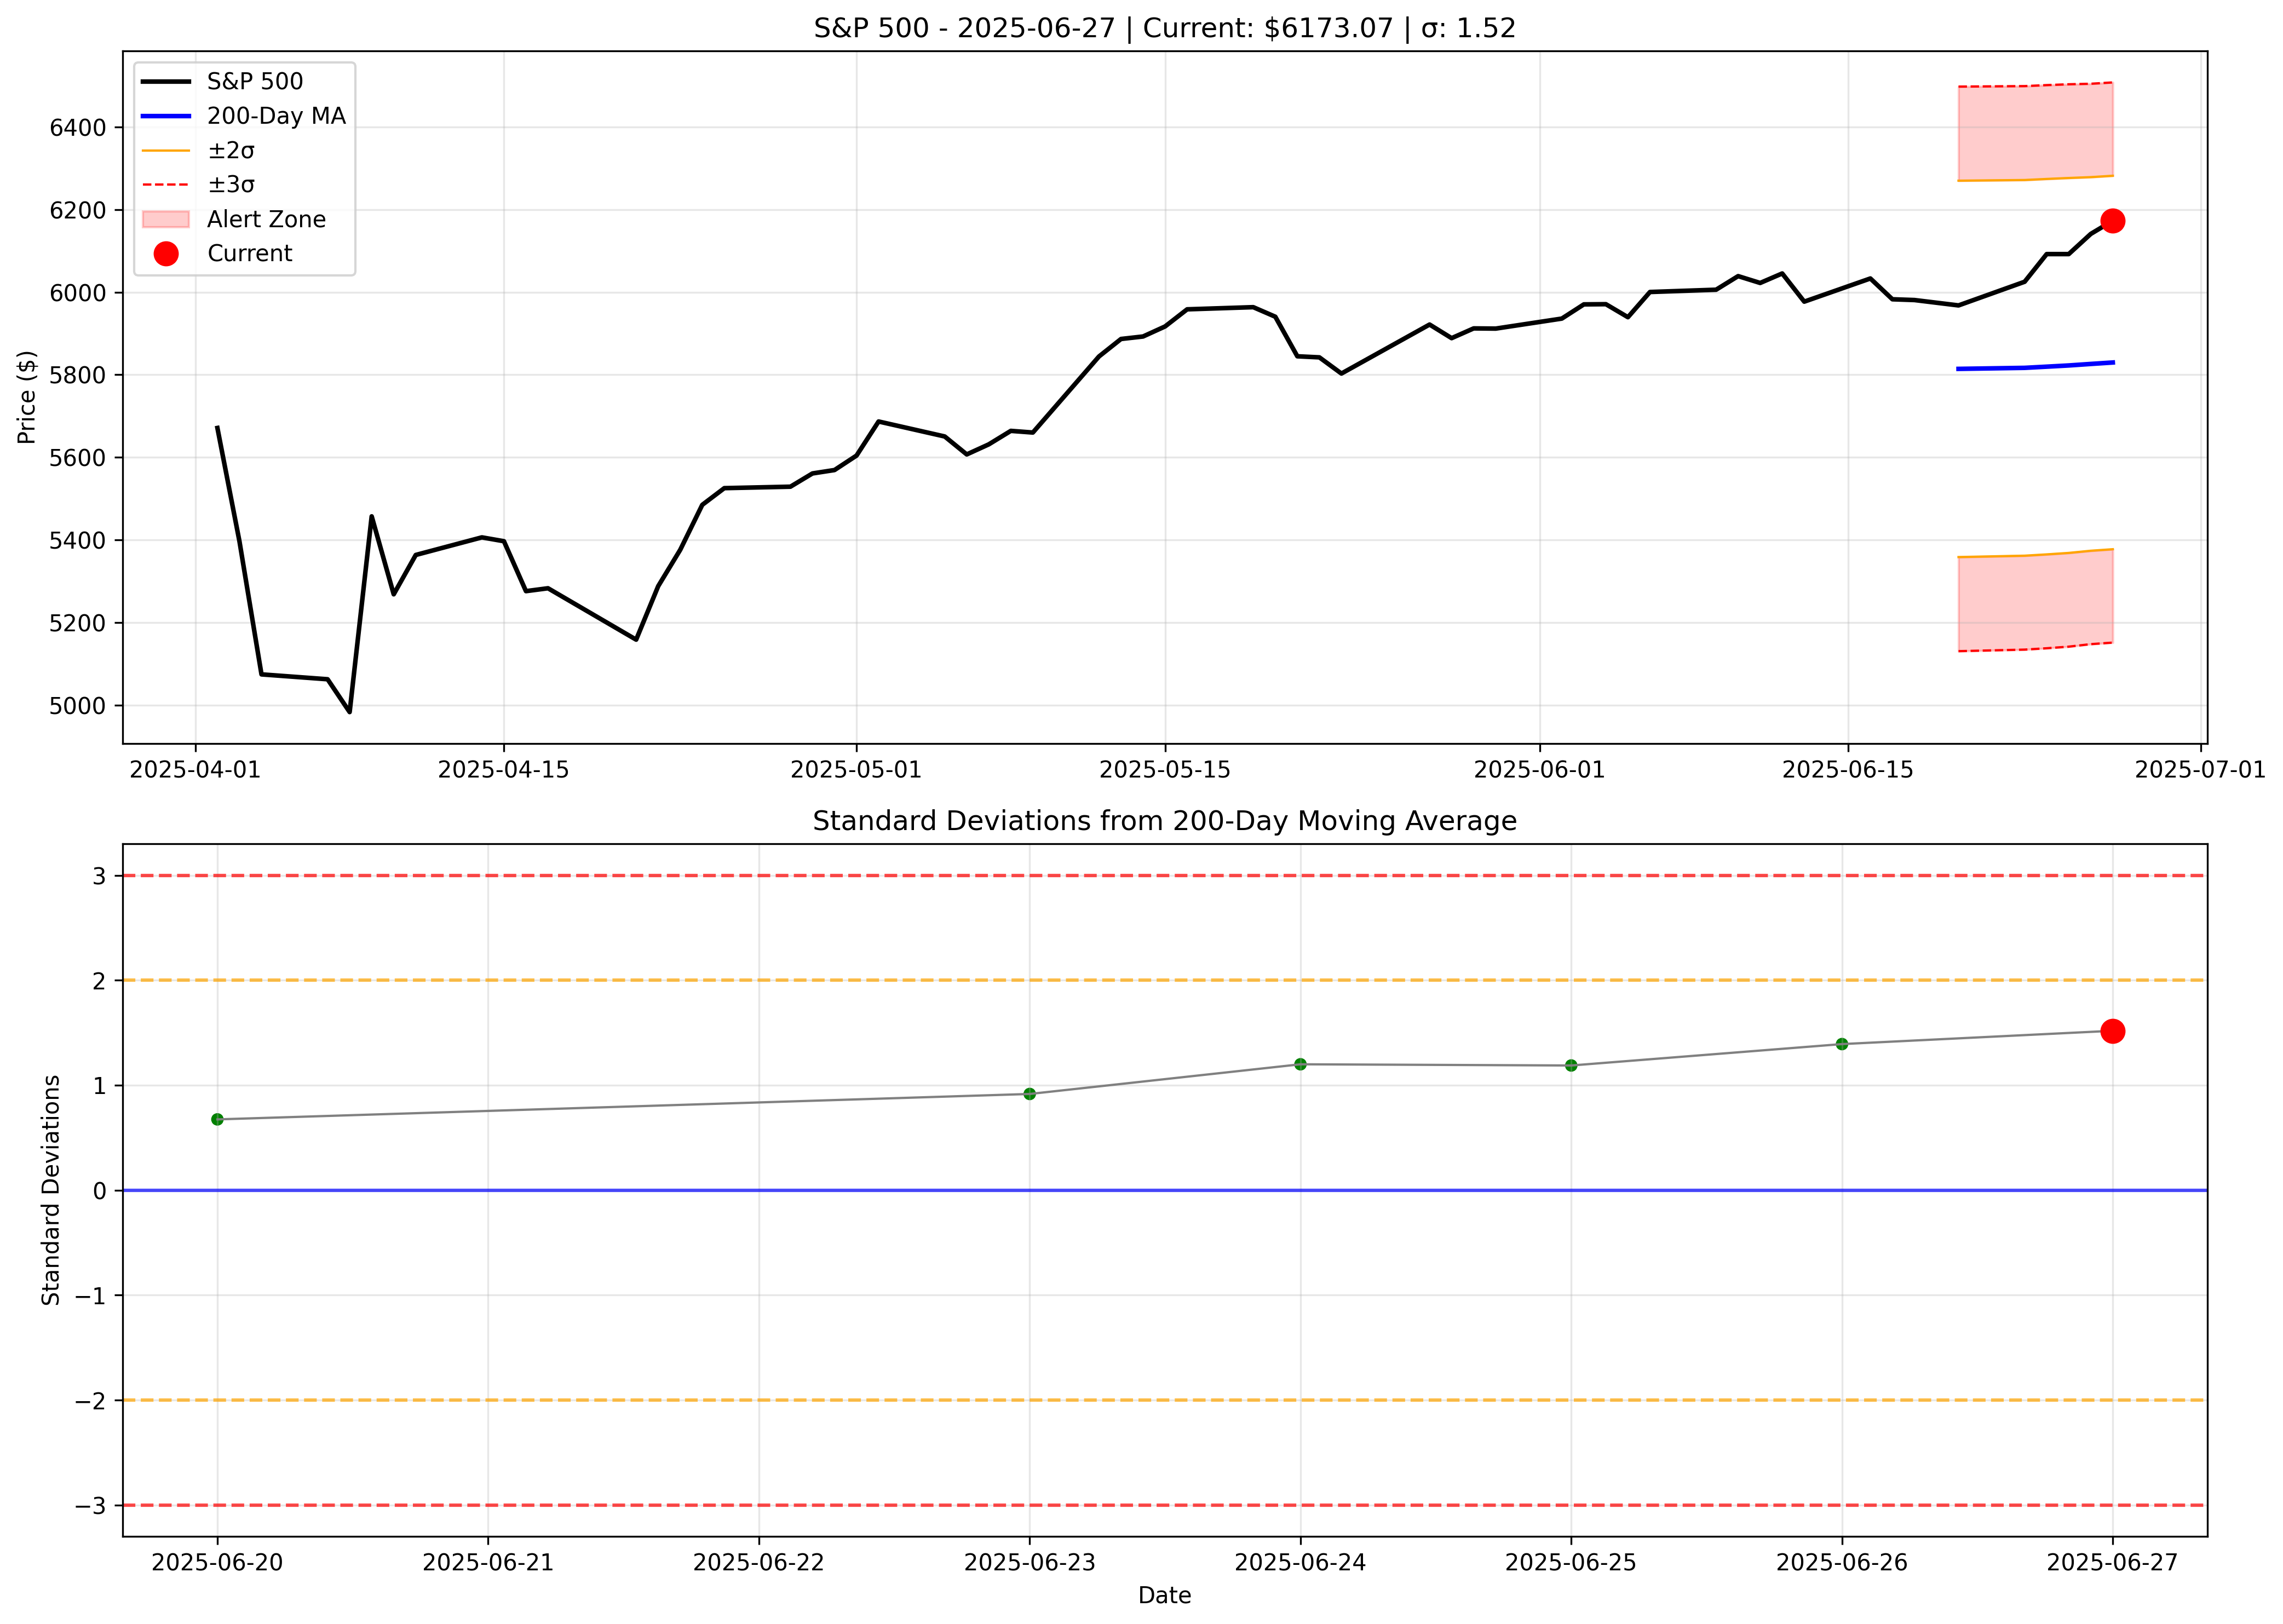 S&P 500 - 2025-06-27 | Current: $6173.07 | σ: 1.52
S&P 500
200-Day MA
±2σ
±3σ
Alert Zone
Current
Price ($)
6400
6200
6000
5800
5600
5400
5200
5000
2025-04-01 2025-04-15 2025-05-01 2025-05-15 2025-06-01 2025-06-15 2025-07-01
Standard Deviations from 200-Day Moving Average
Standard Deviations
3
2
1
0
−1
−2
−3
2025-06-20 2025-06-21 2025-06-22 2025-06-23 2025-06-24 2025-06-25 2025-06-26 2025-06-27
Date